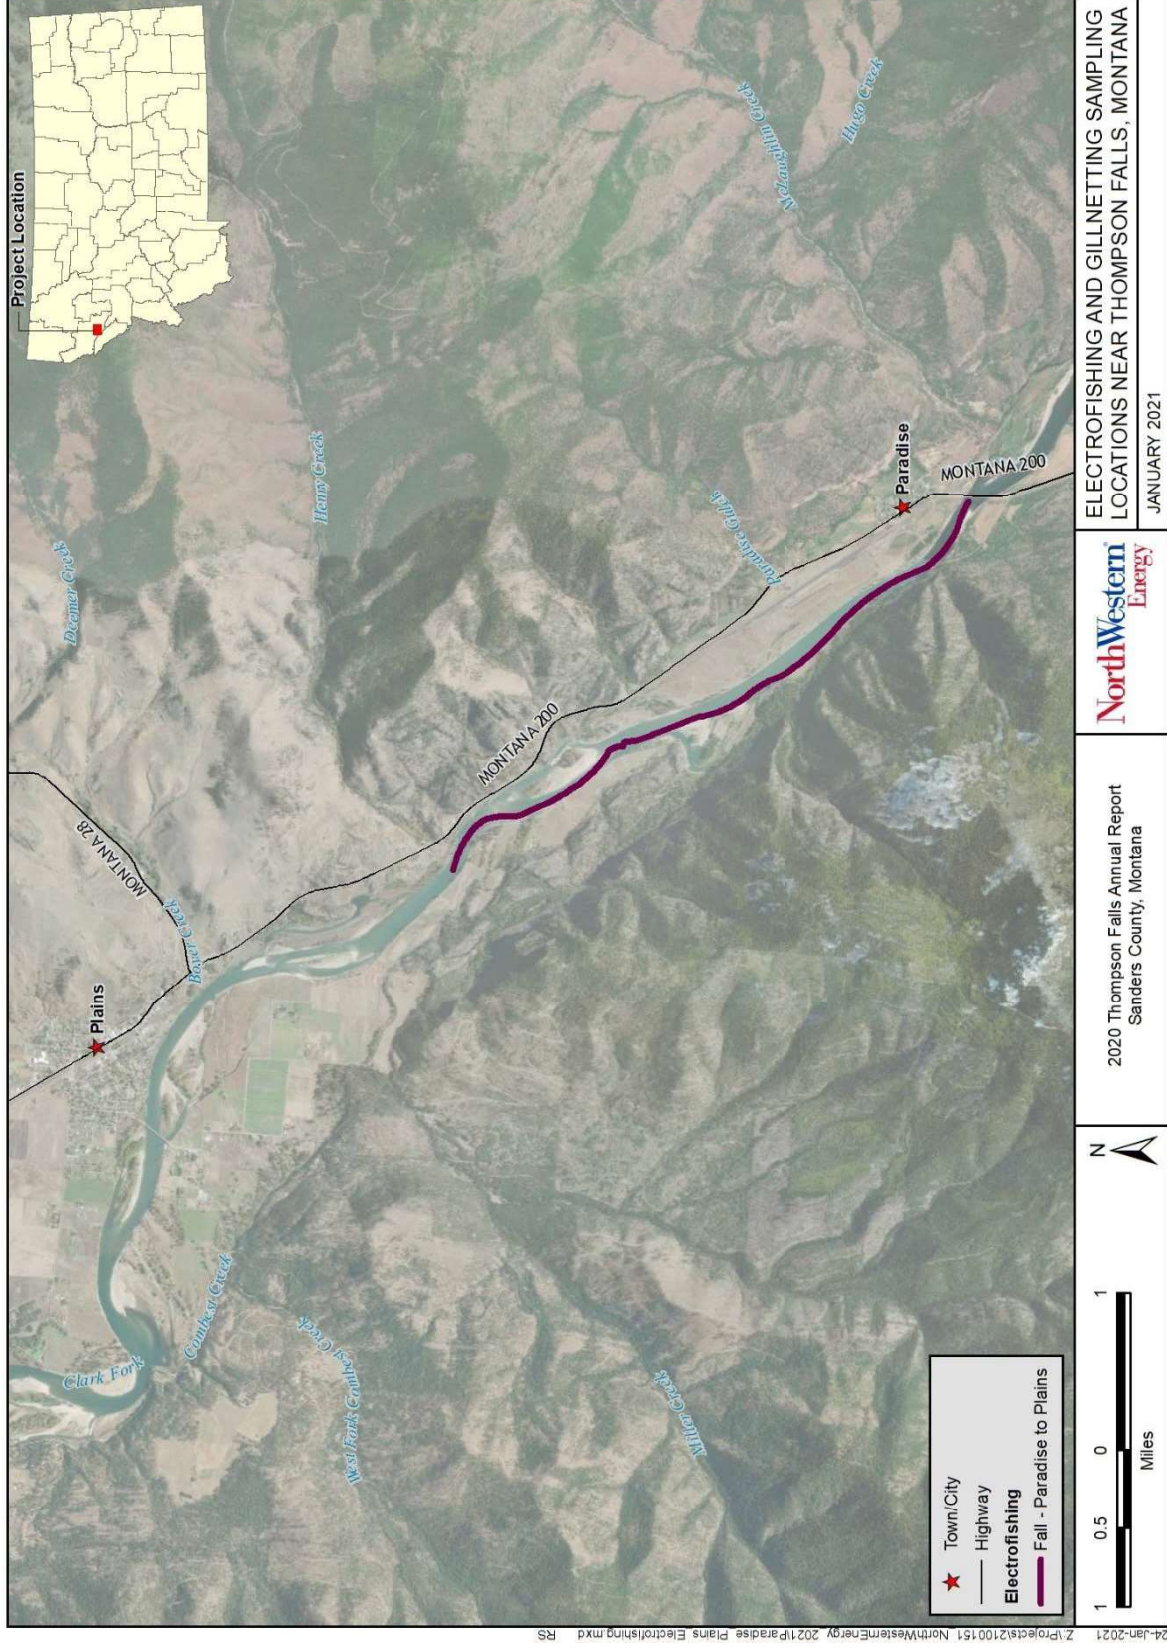 Project Location
Deemer Creek
Henry Creek
McLaughlin Creek
Hugo Creek
MONTANA 28
Boyer Creek
Plains
MONTANA 200
Paradise Gulch
Paradise
MONTANA 200
Clark Fork
Combest Creek
West Fork Combest Creek
Miller Creek
Town/City
Highway
Electrofishing
Fall - Paradise to Plains
1 0.5 0 1
Miles
N
2020 Thompson Falls Annual Report
Sanders County, Montana
NorthWestern
Energy
ELECTROFISHING AND GILLNETTING SAMPLING
LOCATIONS NEAR THOMPSON FALLS, MONTANA
JANUARY 2021
24-Jan-2021 Z:\Projects\2100151_NorthWesternEnergy_2021\Paradise_Plains_Electrofishing.mxd RS